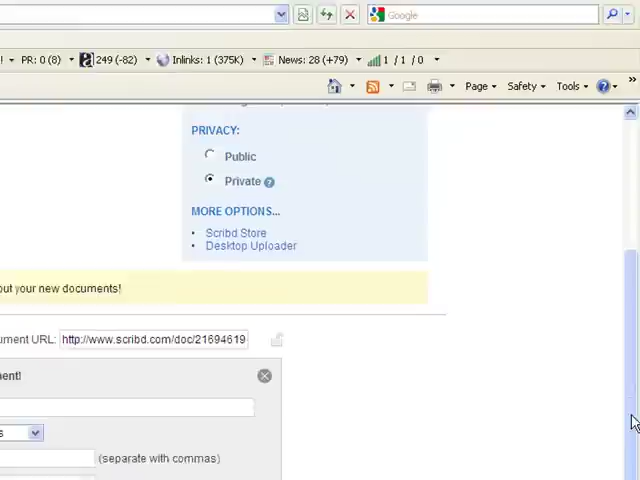 Google
PR: 0 (8) 249 (-82) Inlinks: 1 (375K) News: 28 (+79) 1 / 1 / 0
Page Safety Tools
PRIVACY:
Public
Private
MORE OPTIONS...
• Scribd Store
• Desktop Uploader
out your new documents!
ument URL: http://www.scribd.com/doc/21694619
ment!
s
(separate with commas)